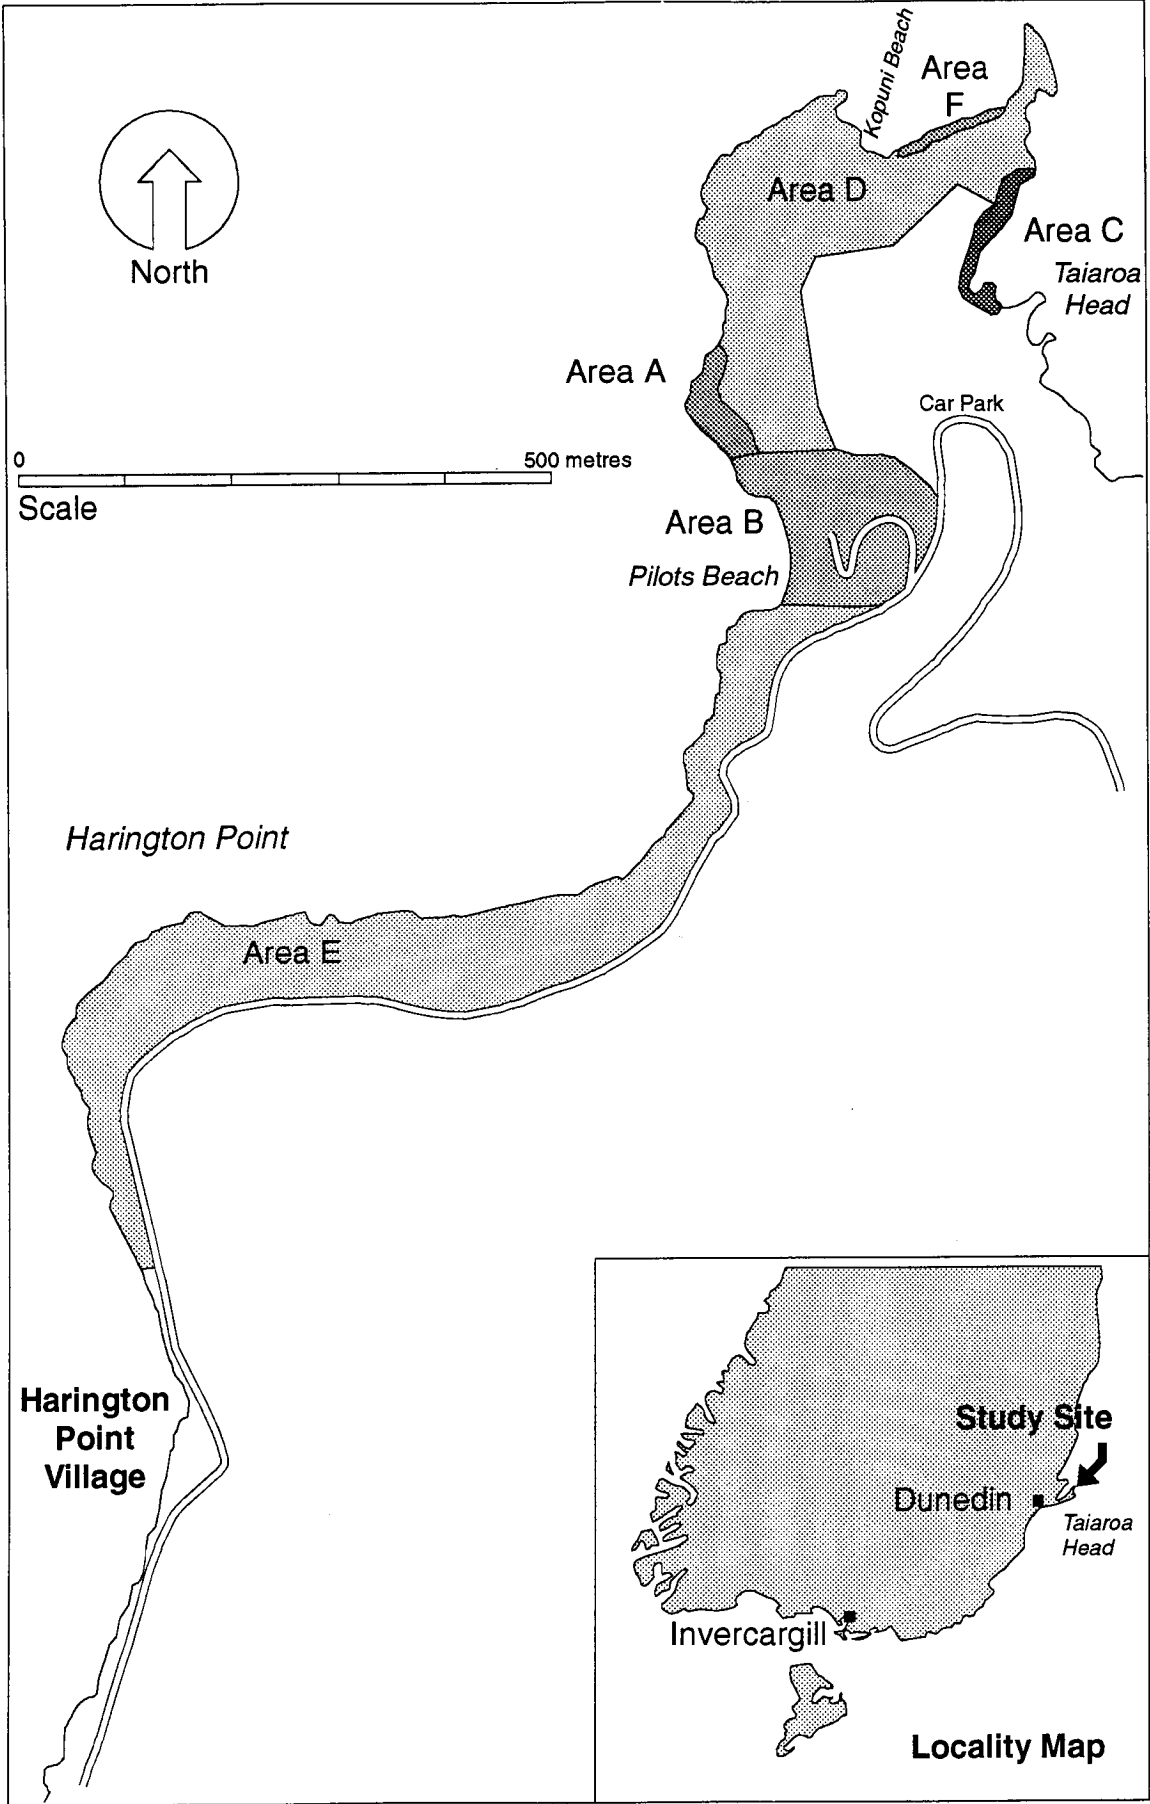 Kopuni Beach
Area
F
Area D
Area C
Taiaroa
Head
North
Area A
Car Park
0
500 metres
Scale
Area B
Pilots Beach
Harington Point
Area E
Harington
Point
Village
Study Site
Dunedin
Taiaroa
Head
Invercargill
Locality Map